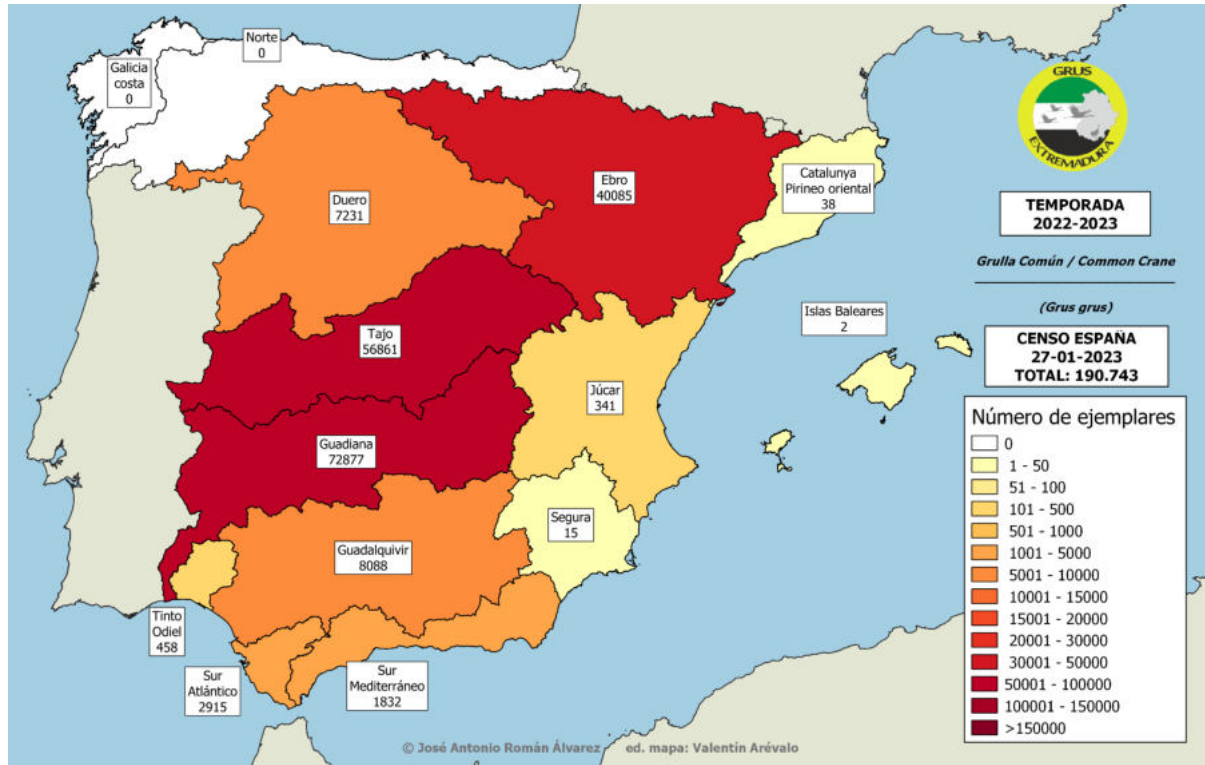 Norte
0
Galicia
costa
0
GRUS
EXTREMADURA
Catalunya
Pirineo oriental
38
Ebro
40085
Duero
7231
TEMPORADA
2022-2023
Grulla Común / Common Crane
(Grus grus)
Islas Baleares
2
CENSO ESPAÑA
27-01-2023
TOTAL: 190.743
Tajo
56861
Júcar
341
Guadiana
72877
Segura
15
Guadalquivir
8088
Tinto
Odiel
458
Sur
Atlántico
2915
Sur
Mediterráneo
1832
Número de ejemplares
0
1 - 50
51 - 100
101 - 500
501 - 1000
1001 - 5000
5001 - 10000
10001 - 15000
15001 - 20000
20001 - 30000
30001 - 50000
50001 - 100000
100001 - 150000
>150000
© José Antonio Román Álvarez ed. mapa: Valentín Arévalo